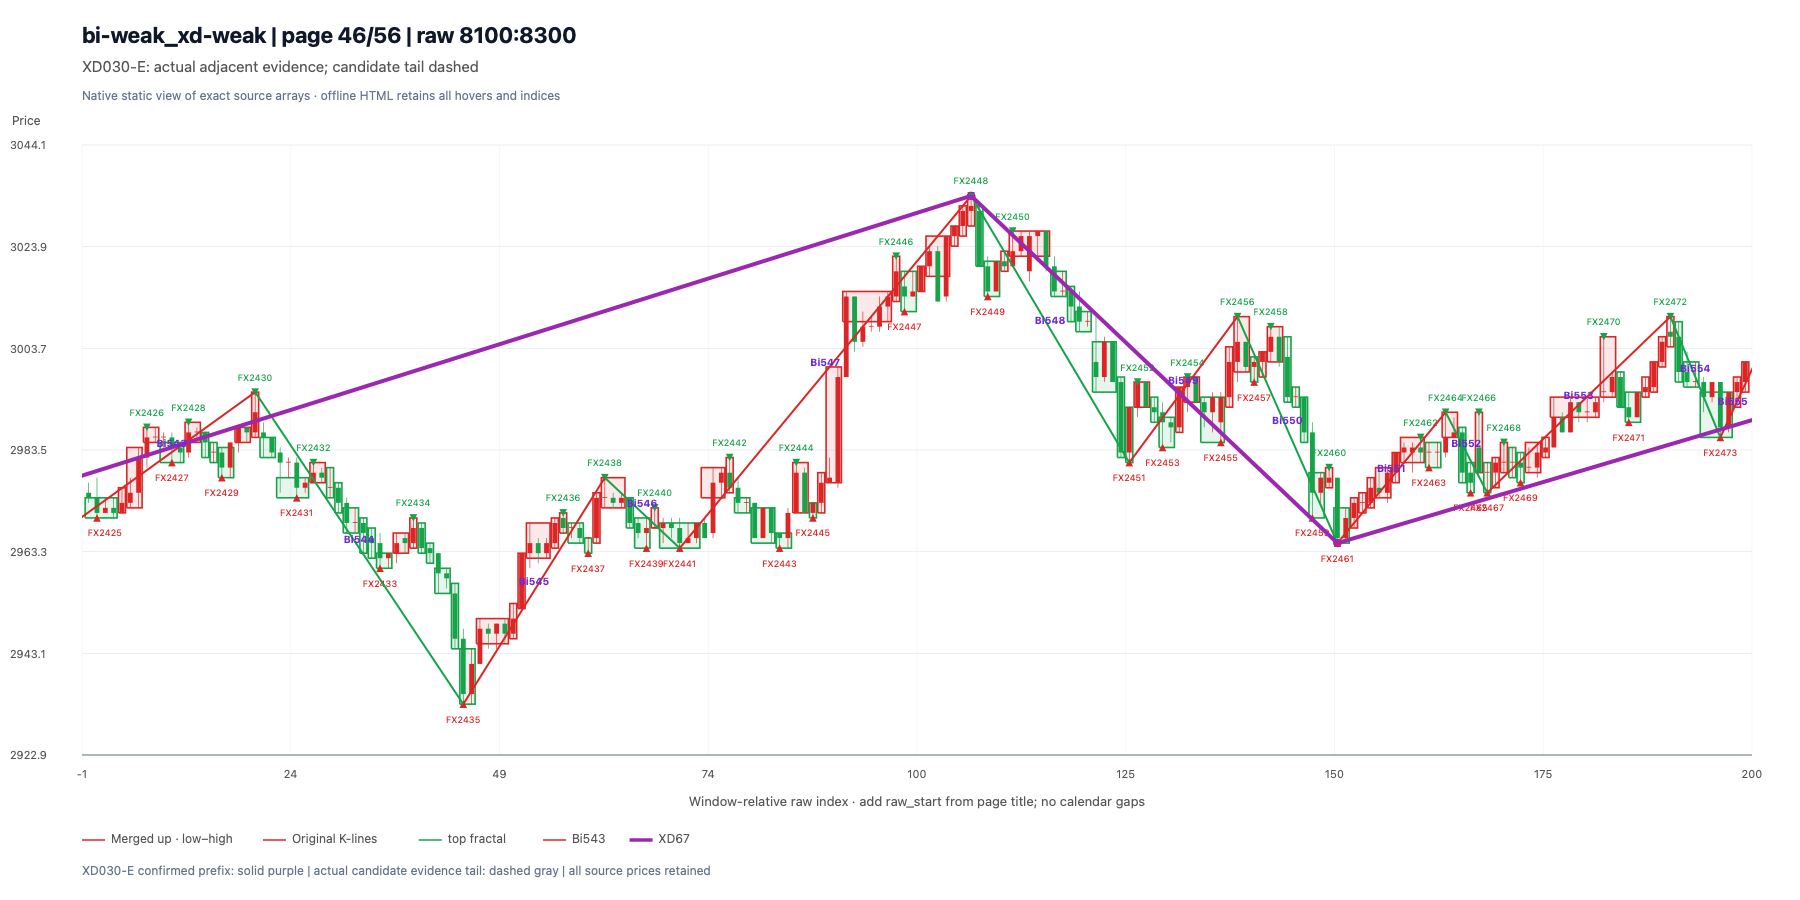 bi-weak_xd-weak | page 46/56 | raw 8100:8300
XD030-E: actual adjacent evidence; candidate tail dashed
Native static view of exact source arrays · offline HTML retains all hovers and indices
Price
3044.1
3023.9
3003.7
2983.5
2963.3
2943.1
2922.9
FX2448
FX2450
FX2446
FX2447
FX2449
Bi548
FX2456
FX2458
FX2472
FX2470
Bi547
FX2452
FX2454
Bi549
Bi554
FX2430
FX2457
FX2464
FX2466
Bi553
Bi555
FX2426
FX2428
Bi550
FX2462
FX2468
FX2471
FX2432
FX2442
FX2444
FX2455
FX2460
Bi552
FX2453
FX2473
FX2427
FX2438
FX2451
Bi551
FX2463
FX2429
FX2440
FX2436
FX2434
Bi546
FX2431
FX2469
FX2467
FX2425
FX2445
Bi544
FX2461
FX2437
FX2439
FX2441
FX2443
FX2433
Bi545
FX2435
-1
24
49
74
100
125
150
175
200
Window-relative raw index · add raw_start from page title; no calendar gaps
Merged up · low–high
Original K-lines
top fractal
Bi543
XD67
XD030-E confirmed prefix: solid purple | actual candidate evidence tail: dashed gray | all source prices retained